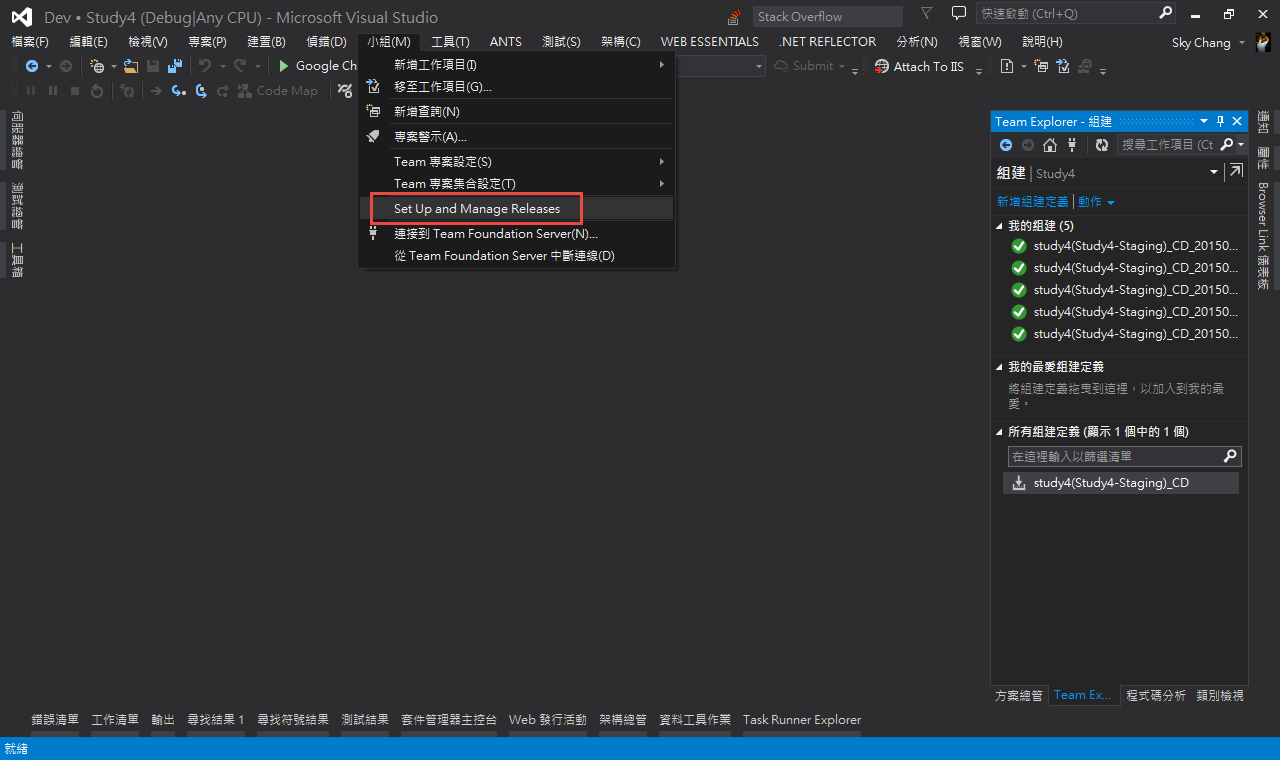 Dev • Study4 (Debug|Any CPU) - Microsoft Visual Studio
Stack Overflow
快速啟動 (Ctrl+Q)
檔案(F) 編輯(E) 檢視(V) 專案(P) 建置(B) 偵錯(D) 小組(M) 工具(T) ANTS 測試(S) 架構(C) WEB ESSENTIALS .NET REFLECTOR 分析(N) 視窗(W) 說明(H) Sky Chang
Google Ch
Submit
Attach To IIS
Code Map
新增工作項目(I)
移至工作項目(G)...
新增查詢(N)
專案警示(A)...
Team 專案設定(S)
Team 專案集合設定(T)
Set Up and Manage Releases
連接到 Team Foundation Server(N)...
從 Team Foundation Server 中斷連線(D)
伺服器總管
測試總管
工具箱
Team Explorer - 組建
搜尋工作項目 (Ct
組建 | Study4
新增組建定義 | 動作
我的組建 (5)
study4(Study4-Staging)_CD_20150...
study4(Study4-Staging)_CD_20150...
study4(Study4-Staging)_CD_20150...
study4(Study4-Staging)_CD_20150...
study4(Study4-Staging)_CD_20150...
我的最愛組建定義
將組建定義拖曳到這裡，以加入到我的最
愛。
所有組建定義 (顯示 1 個中的 1 個)
在這裡輸入以篩選清單
study4(Study4-Staging)_CD
通知
屬性
Browser Link 儀表板
方案總管 Team Ex... 程式碼分析 類別檢視
錯誤清單 工作清單 輸出 尋找結果 1 尋找符號結果 測試結果 套件管理器主控台 Web 發行活動 架構總管 資料工具作業 Task Runner Explorer
就緒